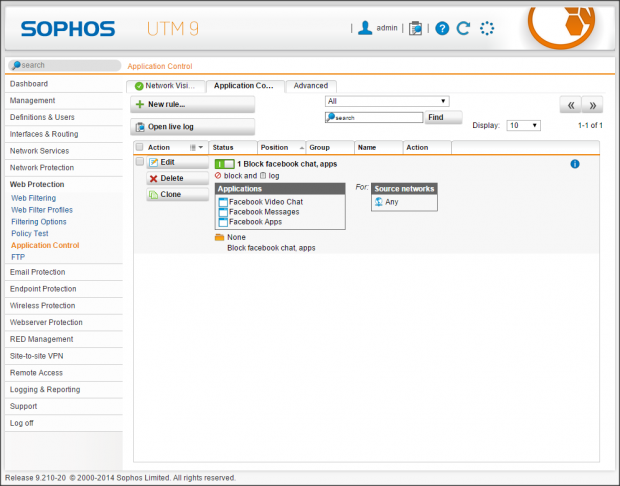 SOPHOS UTM 9
| admin | ?
search Application Control
Dashboard
Management
Definitions & Users
Interfaces & Routing
Network Services
Network Protection
Web Protection
Web Filtering
Web Filter Profiles
Filtering Options
Policy Test
Application Control
FTP
Email Protection
Endpoint Protection
Wireless Protection
Webserver Protection
RED Management
Site-to-site VPN
Remote Access
Logging & Reporting
Support
Log off
Network Visi... Application Co... Advanced
+ New rule... All
search Find
Open live log Display: 10 1-1 of 1
« »
Action Status Position Group Name Action
Edit 1 Block facebook chat, apps i
Delete block and log
Clone Applications For: Source networks
Facebook Video Chat Any
Facebook Messages
Facebook Apps
None
Block facebook chat, apps
Release 9.210-20 © 2000-2014 Sophos Limited. All rights reserved.